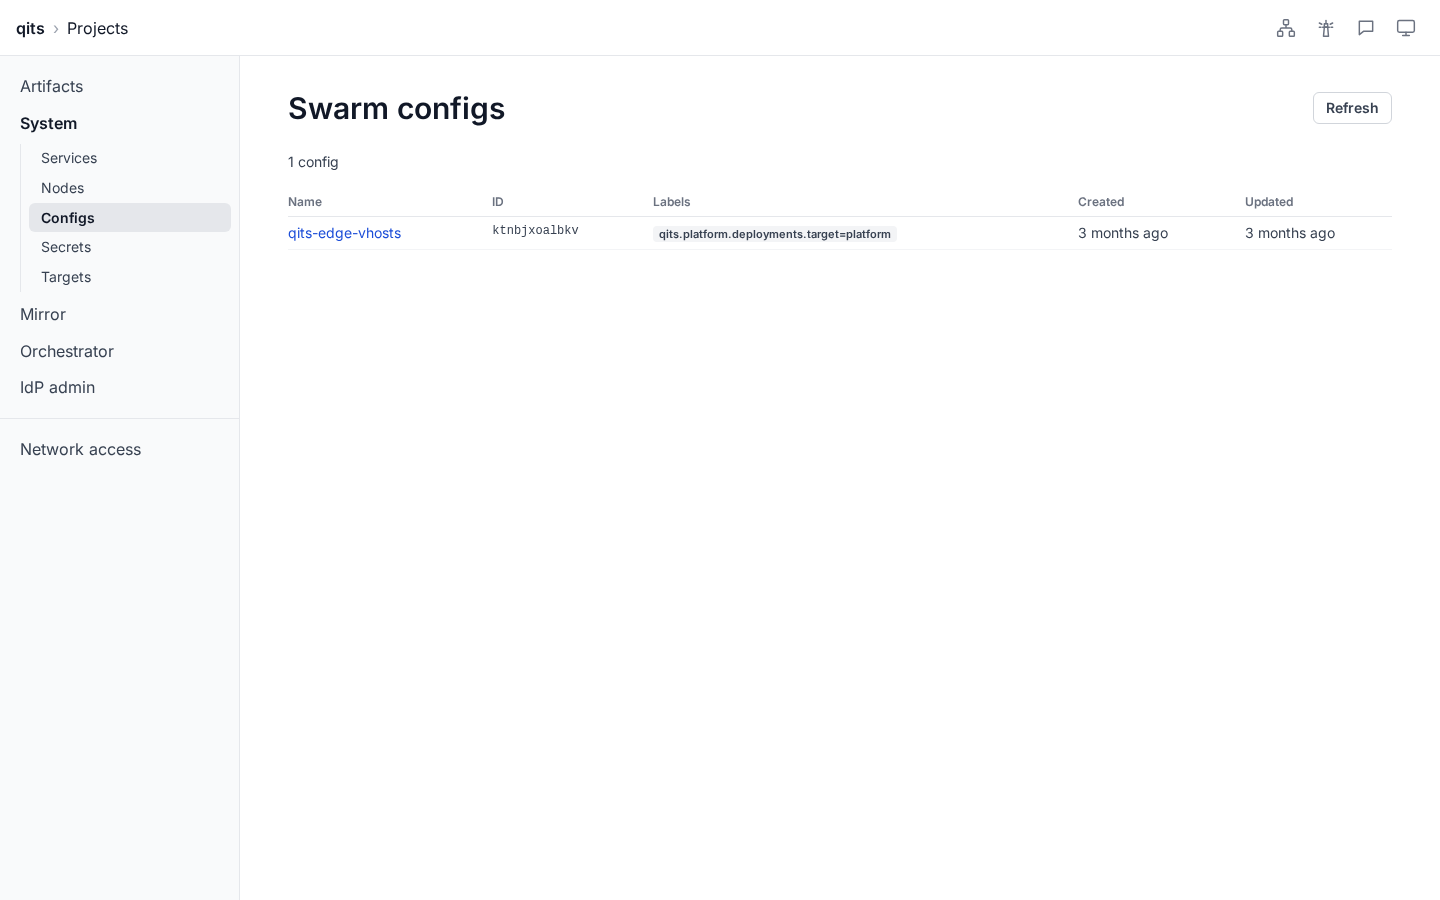 qits › Projects
Artifacts
System
Services
Nodes
Configs
Secrets
Targets
Mirror
Orchestrator
IdP admin
Network access
Swarm configs
Refresh
1 config
Name ID Labels Created Updated
qits-edge-vhosts ktnbjxoalbkv qits.platform.deployments.target=platform 3 months ago 3 months ago